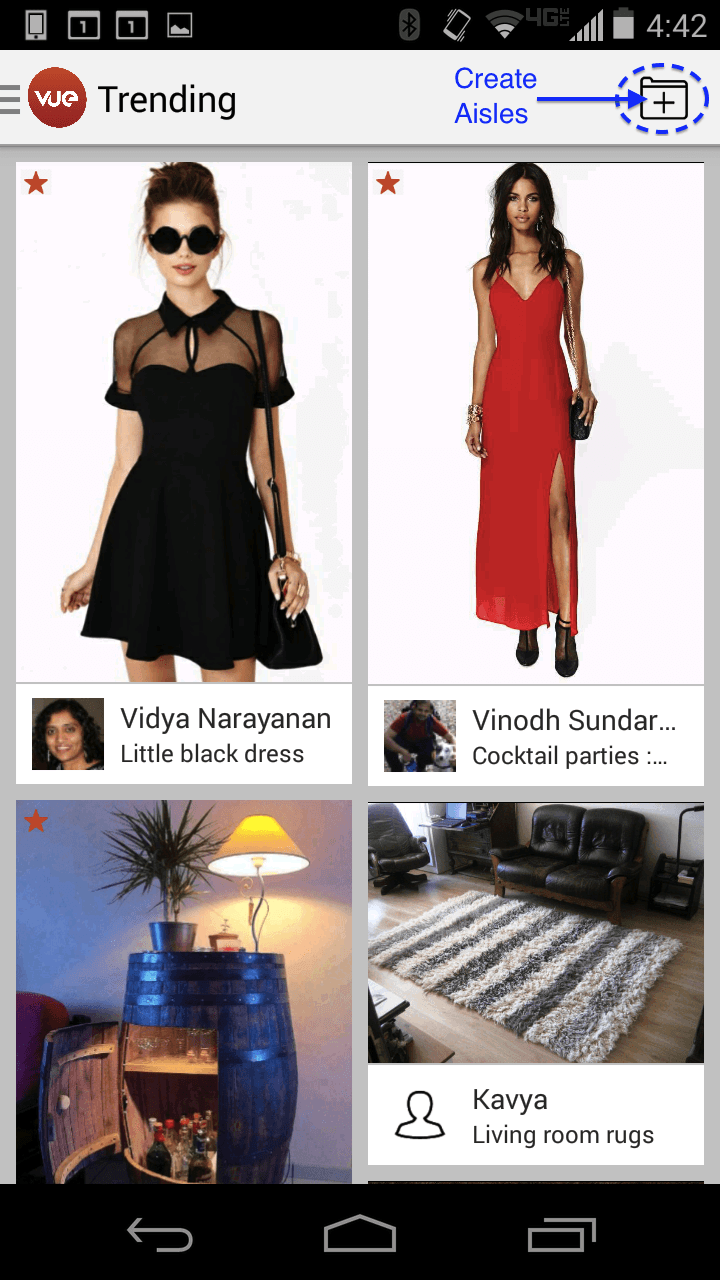 1
1
4G LTE
4:42
vue
Trending
Create
Aisles
Vidya Narayanan
Little black dress
Vinodh Sundar...
Cocktail parties :...
Kavya
Living room rugs